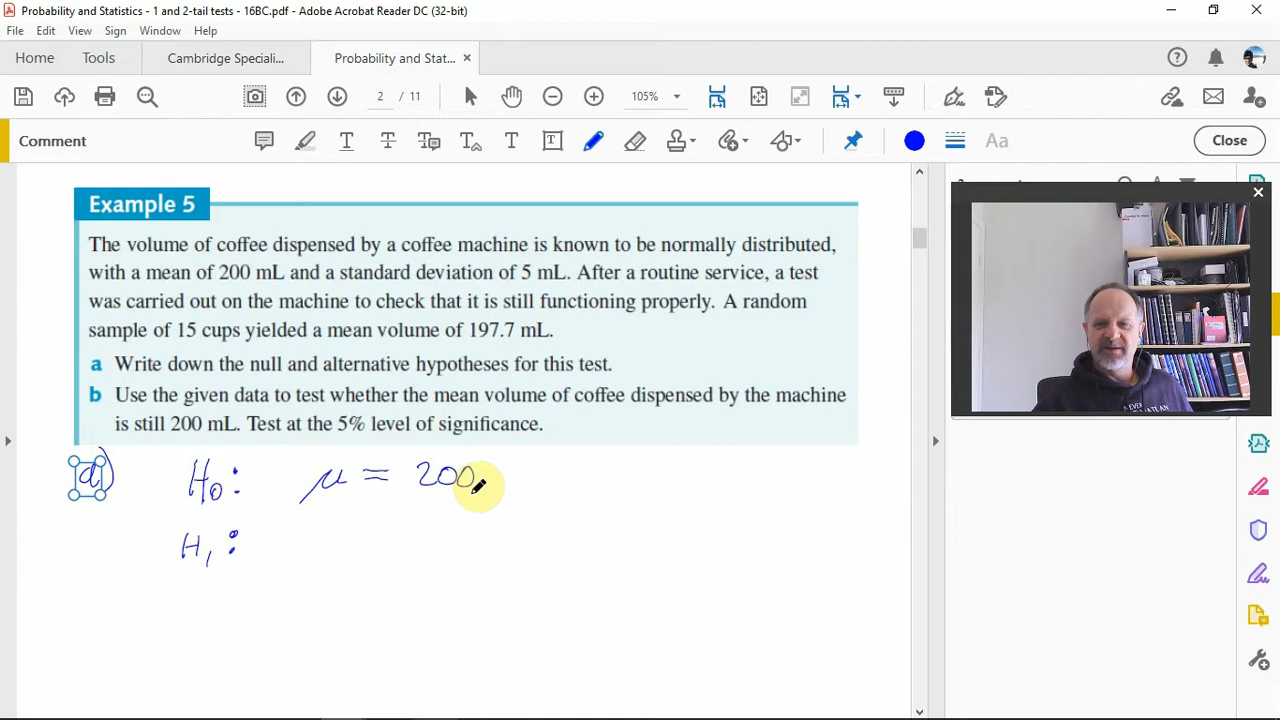 Probability and Statistics - 1 and 2-tail tests - 16BC.pdf - Adobe Acrobat Reader DC (32-bit)
File Edit View Sign Window Help
Home Tools Cambridge Speciali... Probability and Stat... ×
2 / 11 105%
Comment Aa Close
Example 5
The volume of coffee dispensed by a coffee machine is known to be normally distributed,
with a mean of 200 mL and a standard deviation of 5 mL. After a routine service, a test
was carried out on the machine to check that it is still functioning properly. A random
sample of 15 cups yielded a mean volume of 197.7 mL.
a Write down the null and alternative hypotheses for this test.
b Use the given data to test whether the mean volume of coffee dispensed by the machine
is still 200 mL. Test at the 5% level of significance.
a) H₀: μ = 200
H₁: